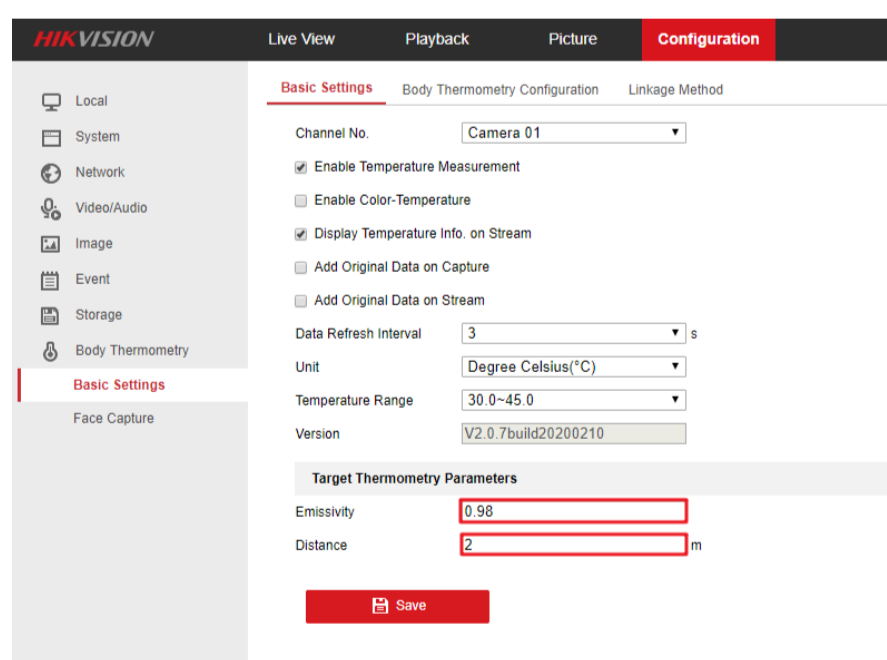 HIKVISION Live View Playback Picture Configuration
Local
System
Network
Video/Audio
Image
Event
Storage
Body Thermometry
Basic Settings
Face Capture
Basic Settings Body Thermometry Configuration Linkage Method
Channel No. Camera 01
Enable Temperature Measurement
Enable Color-Temperature
Display Temperature Info. on Stream
Add Original Data on Capture
Add Original Data on Stream
Data Refresh Interval 3 s
Unit Degree Celsius(°C)
Temperature Range 30.0~45.0
Version V2.0.7build20200210
Target Thermometry Parameters
Emissivity 0.98
Distance 2 m
Save